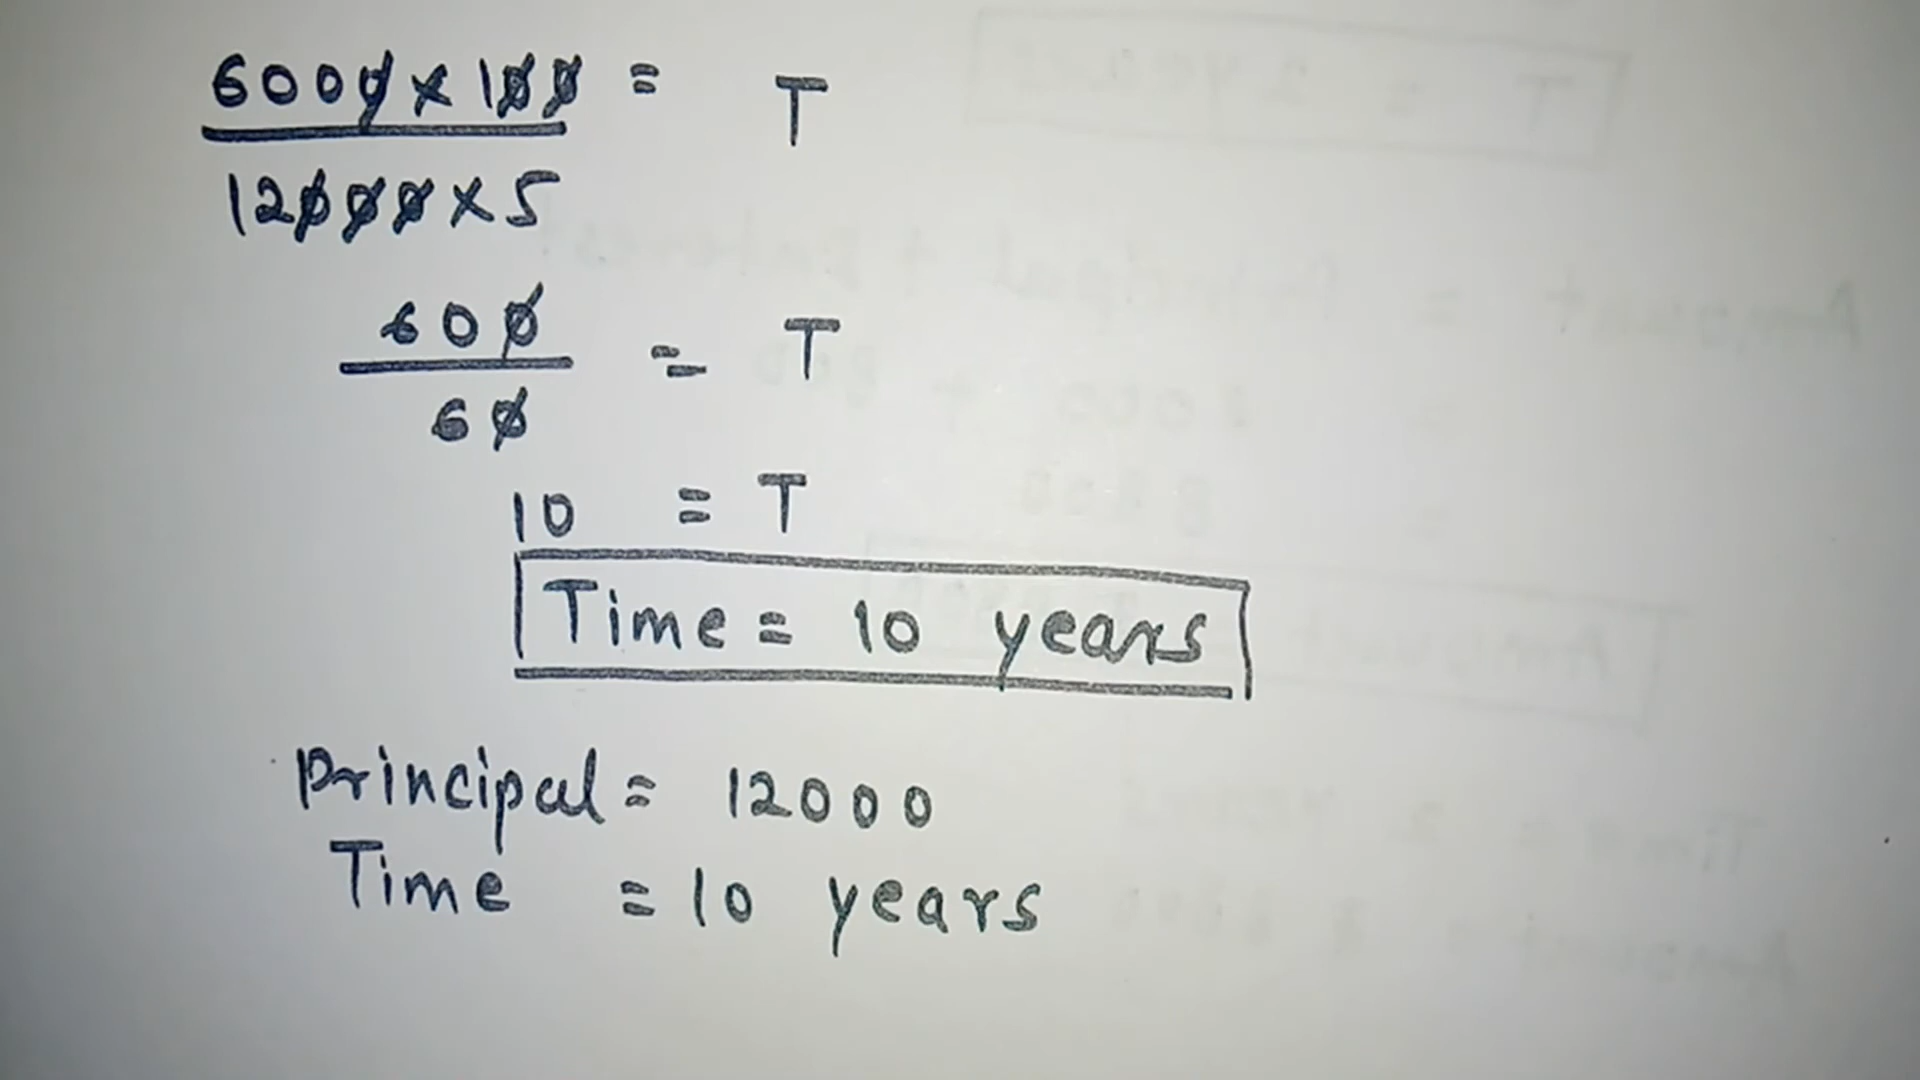 6000 x 100 = T
12000 x 5
600 = T
60
10 = T
Time = 10 years
Principal = 12000
Time = 10 years